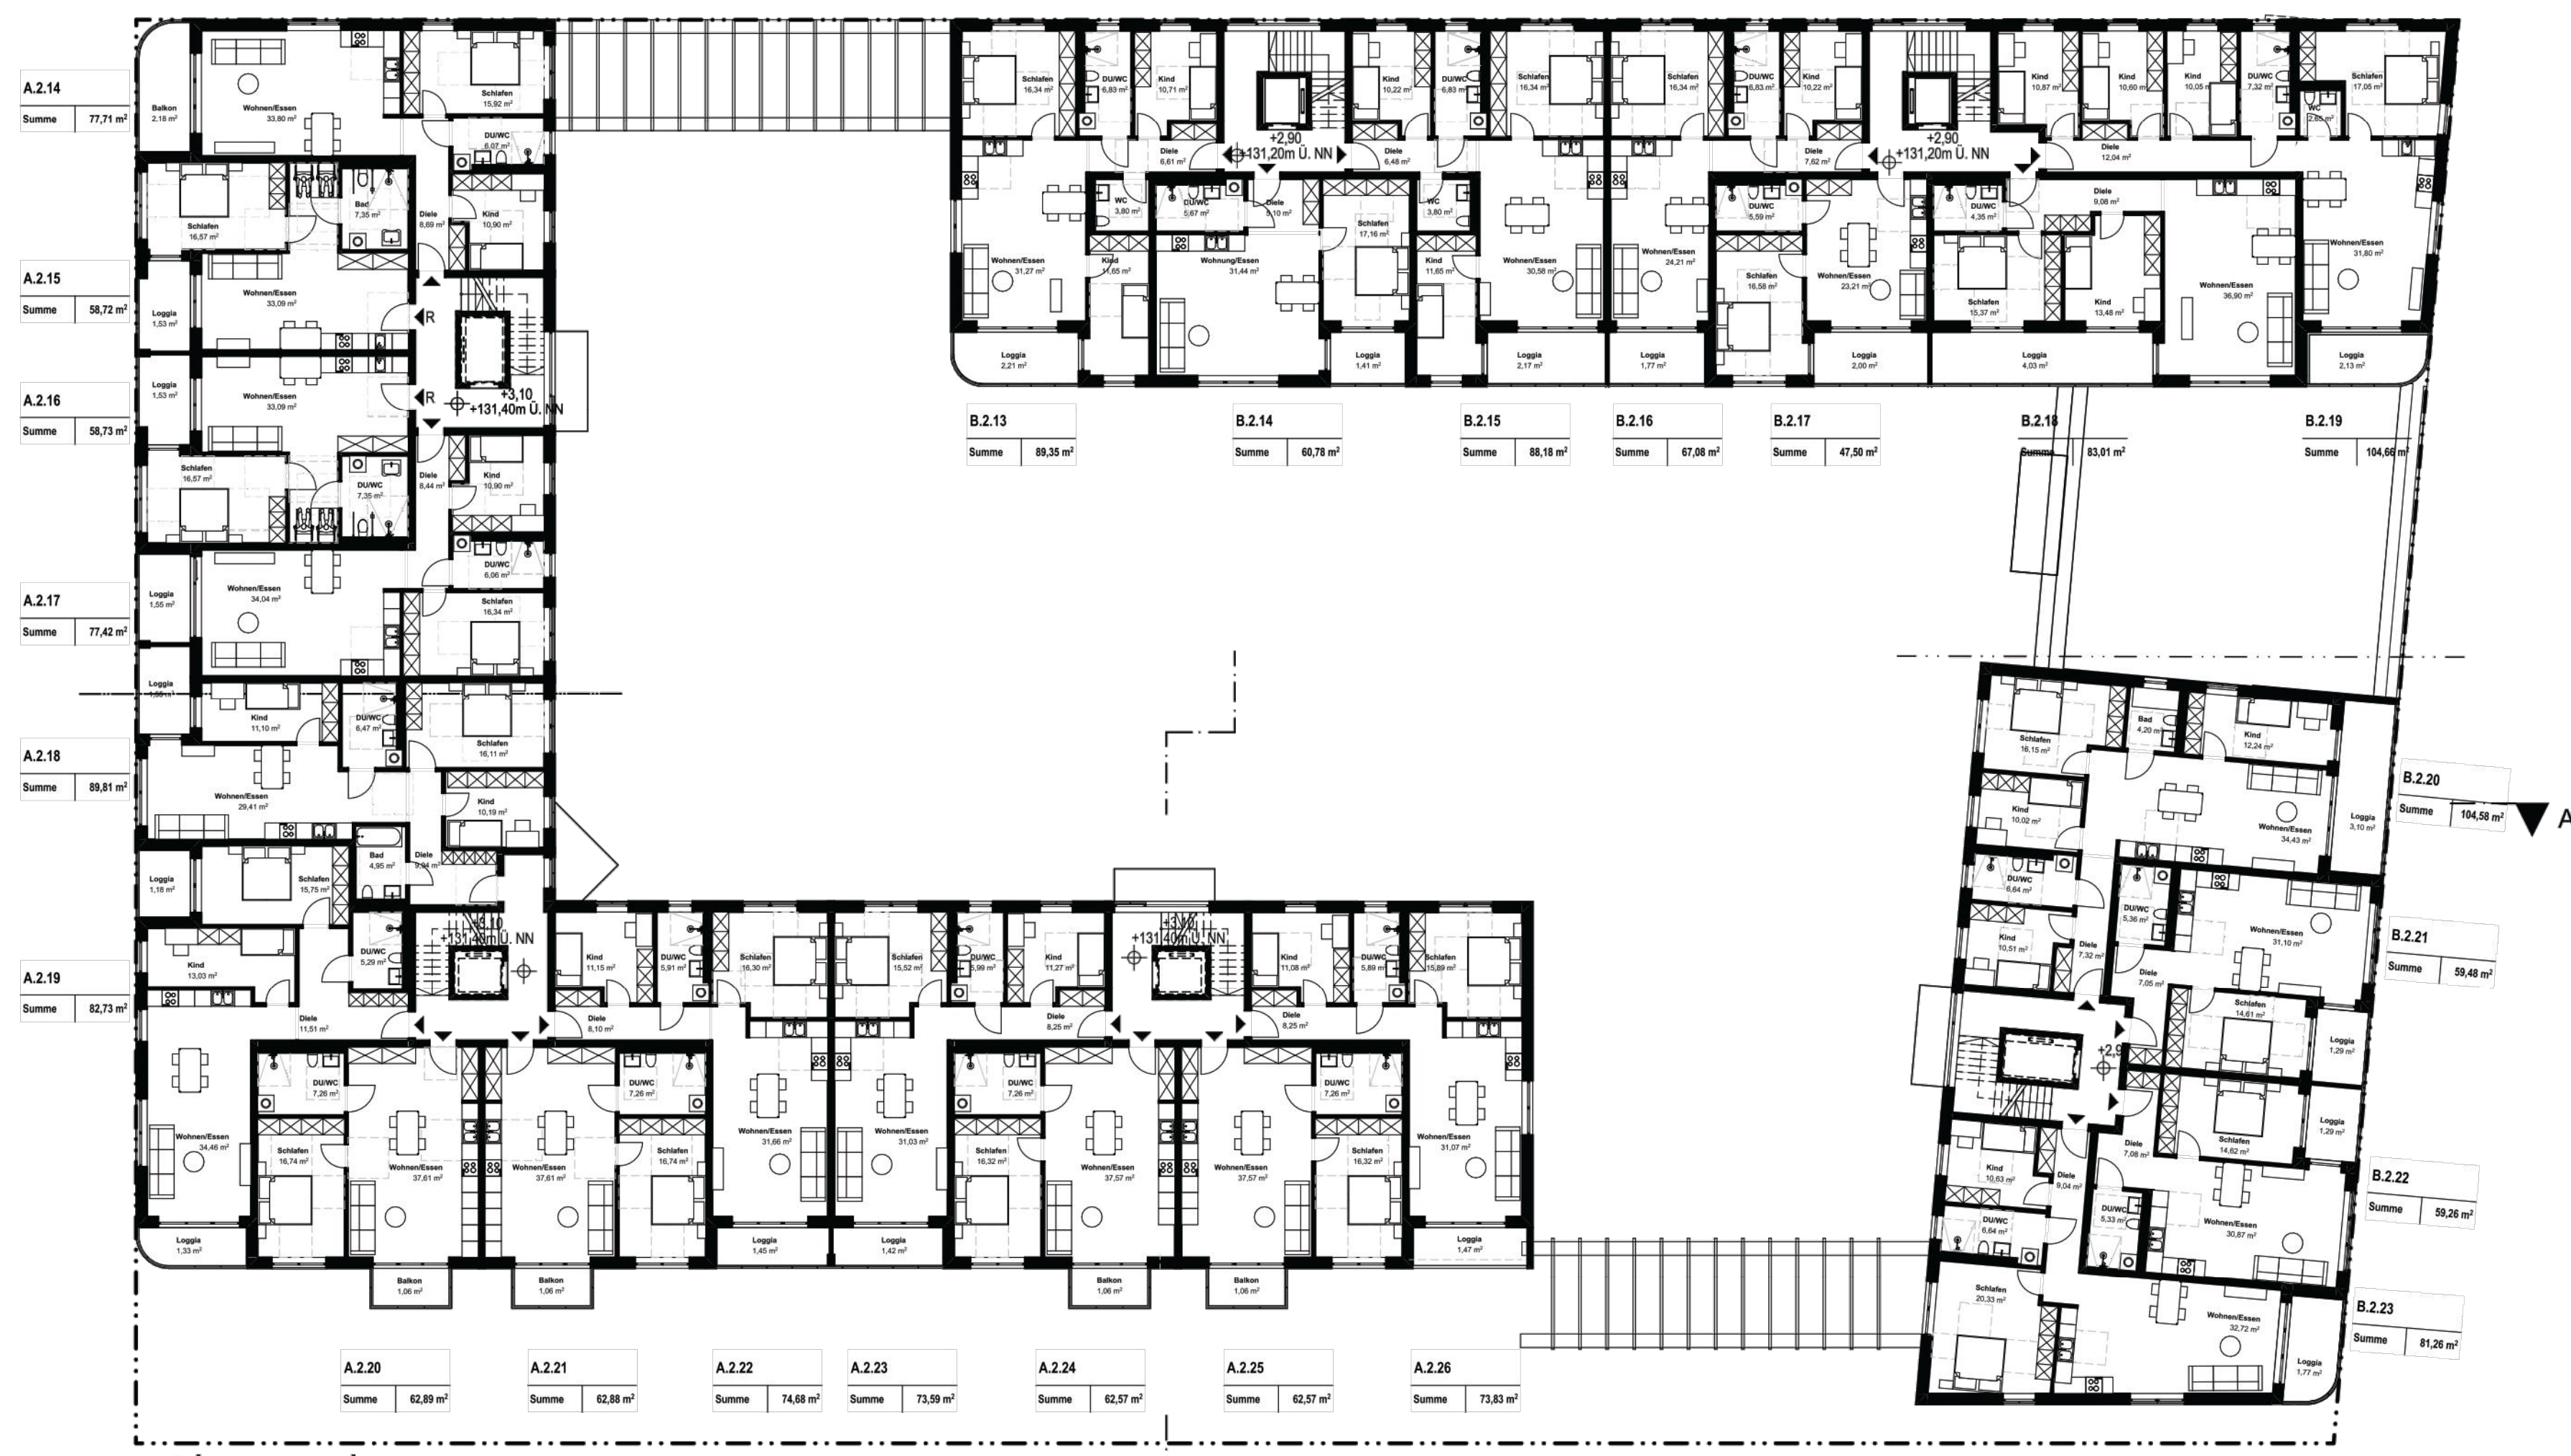 A.2.14
Summe 77,71 m²
Balkon
2,18 m²
Wohnen/Essen
33,80 m²
Schlafen
15,92 m²
DU/WC
6,07 m²
Schlafen
16,57 m²
Bad
7,35 m²
Diele
8,69 m²
Kind
10,90 m²
A.2.15
Summe 58,72 m²
Loggia
1,53 m²
Wohnen/Essen
33,09 m²
R
A.2.16
Summe 58,73 m²
Loggia
1,53 m²
Wohnen/Essen
33,09 m²
R
+3,10
+131,40m Ü. NN
Schlafen
16,57 m²
DU/WC
7,35 m²
Diele
8,44 m²
Kind
10,90 m²
A.2.17
Summe 77,42 m²
Loggia
1,55 m²
Wohnen/Essen
34,04 m²
DU/WC
6,06 m²
Schlafen
16,34 m²
Loggia
1,55 m²
A.2.18
Summe 89,81 m²
Kind
11,10 m²
DU/WC
6,47 m²
Schlafen
16,11 m²
Wohnen/Essen
29,41 m²
Kind
10,19 m²
Bad
4,95 m²
Diele
Loggia
1,18 m²
Schlafen
15,75 m²
A.2.19
Summe 82,73 m²
Kind
13,03 m²
DU/WC
5,29 m²
Diele
11,51 m²
Wohnen/Essen
34,46 m²
Loggia
1,33 m²
+3,10
+131,40m Ü. NN
DU/WC
7,26 m²
Schlafen
16,74 m²
Wohnen/Essen
37,61 m²
Balkon
1,06 m²
A.2.20
Summe 62,89 m²
DU/WC
7,26 m²
Schlafen
16,74 m²
Wohnen/Essen
37,61 m²
Balkon
1,06 m²
A.2.21
Summe 62,88 m²
Kind
11,15 m²
DU/WC
5,91 m²
Schlafen
16,30 m²
Diele
8,10 m²
Wohnen/Essen
31,66 m²
Loggia
1,45 m²
A.2.22
Summe 74,68 m²
Schlafen
15,52 m²
DU/WC
5,99 m²
Kind
11,27 m²
Diele
8,25 m²
Wohnen/Essen
31,03 m²
Loggia
1,42 m²
A.2.23
Summe 73,59 m²
+3,10
+131,40m Ü. NN
DU/WC
7,26 m²
Schlafen
16,32 m²
Wohnen/Essen
37,57 m²
Balkon
1,06 m²
A.2.24
Summe 62,57 m²
DU/WC
7,26 m²
Schlafen
16,32 m²
Wohnen/Essen
37,57 m²
Balkon
1,06 m²
A.2.25
Summe 62,57 m²
Kind
11,08 m²
DU/WC
5,89 m²
Schlafen
15,89 m²
Diele
8,25 m²
Wohnen/Essen
31,07 m²
Loggia
1,47 m²
A.2.26
Summe 73,83 m²
Schlafen
16,34 m²
DU/WC
6,83 m²
Kind
10,71 m²
Diele
6,61 m²
WC
3,80 m²
Wohnen/Essen
31,27 m²
Kind
11,65 m²
Loggia
2,21 m²
B.2.13
Summe 89,35 m²
+2,90
+131,20m Ü. NN
DU/WC
5,67 m²
Diele
5,10 m²
Schlafen
17,16 m²
Wohnung/Essen
31,44 m²
Loggia
1,41 m²
B.2.14
Summe 60,78 m²
Kind
10,22 m²
DU/WC
6,83 m²
Schlafen
16,34 m²
Diele
6,48 m²
WC
3,80 m²
Kind
11,65 m²
Wohnen/Essen
30,58 m²
Loggia
2,17 m²
B.2.15
Summe 88,18 m²
Schlafen
16,34 m²
DU/WC
6,83 m²
Kind
10,22 m²
Diele
7,62 m²
Wohnen/Essen
24,21 m²
Loggia
1,77 m²
B.2.16
Summe 67,08 m²
+2,90
+131,20m Ü. NN
DU/WC
5,59 m²
Schlafen
16,58 m²
Wohnen/Essen
23,21 m²
Loggia
2,00 m²
B.2.17
Summe 47,50 m²
DU/WC
4,35 m²
Diele
9,08 m²
Schlafen
15,37 m²
Kind
13,48 m²
Wohnen/Essen
36,90 m²
Loggia
4,03 m²
B.2.18
Summe 83,01 m²
Kind
10,87 m²
Kind
10,60 m²
Kind
10,05 m²
DU/WC
7,32 m²
WC
2,65 m²
Schlafen
17,05 m²
Diele
12,04 m²
Wohnen/Essen
31,80 m²
Loggia
2,13 m²
B.2.19
Summe 104,66 m²
Schlafen
16,15 m²
Bad
4,20 m²
Kind
12,24 m²
Kind
10,02 m²
Wohnen/Essen
34,43 m²
Loggia
3,10 m²
DU/WC
6,64 m²
Kind
10,51 m²
Diele
7,32 m²
B.2.20
Summe 104,58 m²
A
DU/WC
5,36 m²
Wohnen/Essen
31,10 m²
Diele
7,05 m²
Schlafen
14,61 m²
Loggia
1,29 m²
B.2.21
Summe 59,48 m²
+2,9
Schlafen
14,62 m²
Loggia
1,29 m²
Diele
7,08 m²
DU/WC
5,33 m²
Wohnen/Essen
30,87 m²
B.2.22
Summe 59,26 m²
Kind
10,63 m²
Diele
9,04 m²
DU/WC
6,64 m²
Schlafen
20,33 m²
Wohnen/Essen
32,72 m²
Loggia
1,77 m²
B.2.23
Summe 81,26 m²